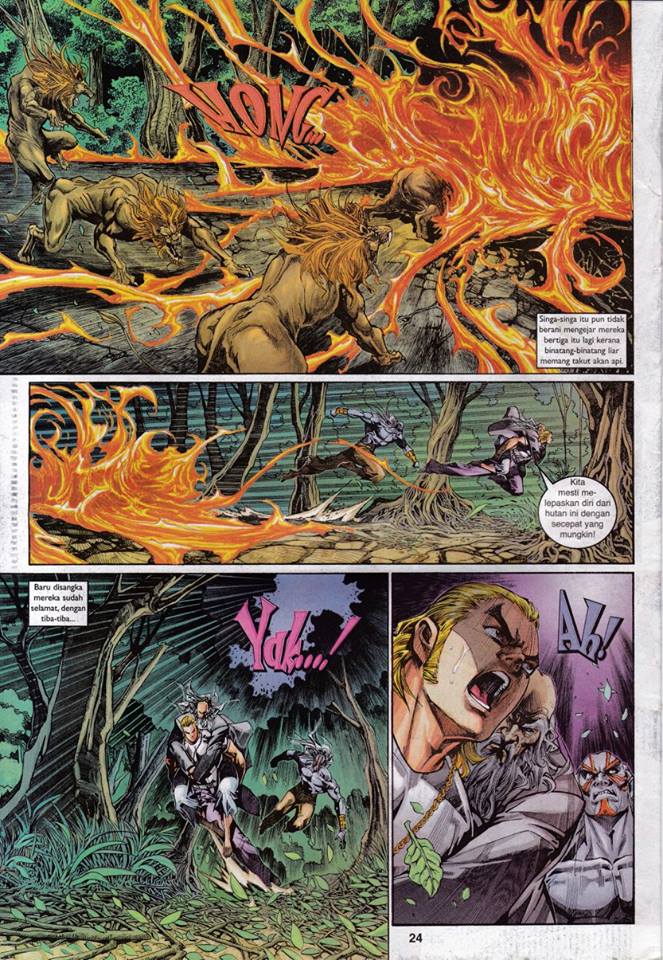 HONG...
Singa-singa itu pun tidak
berani mengejar mereka
bertiga itu lagi kerana
binatang-binatang liar
memang takut akan api.
Kita
mesti me-
lepaskan diri dari
hutan ini dengan
secepat yang
mungkin!
Baru disangka
mereka sudah
selamat, dengan
tiba-tiba...
Yah....!
Ah!
24